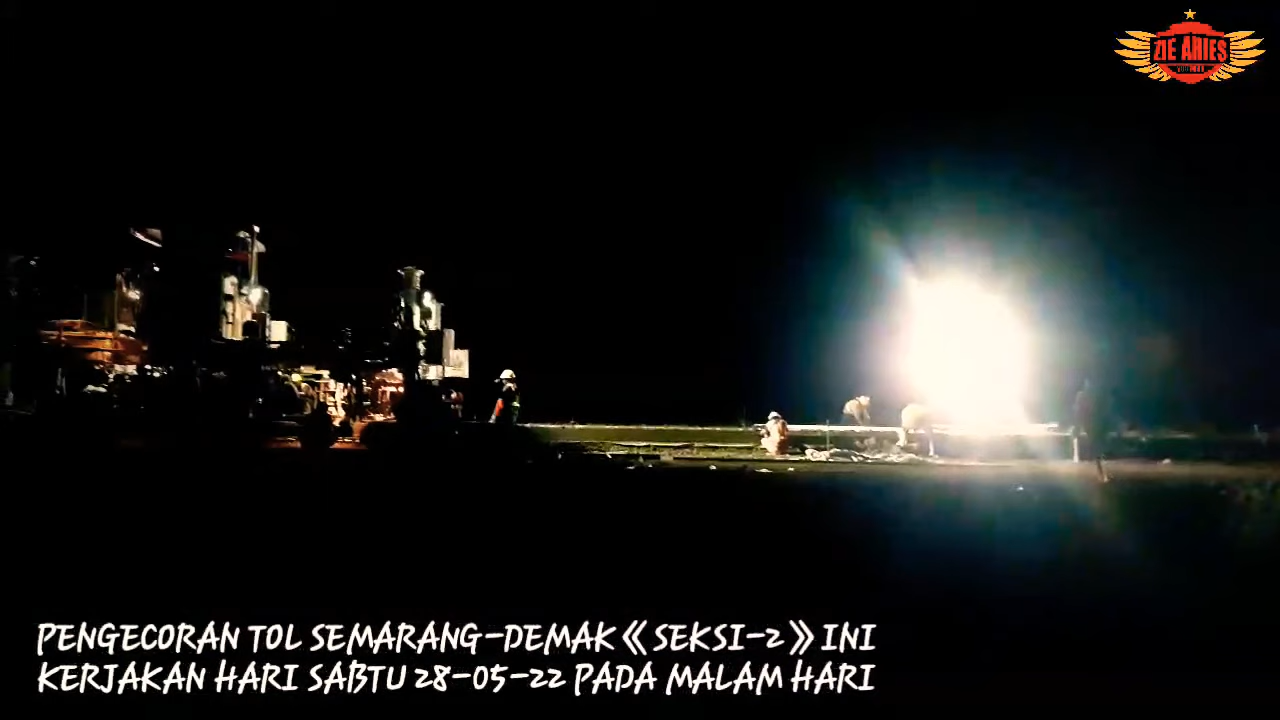 ZIE ARIES
PENGECORAN TOL SEMARANG-DEMAK《SEKSI-2》INI
KERJAKAN HARI SABTU 28-05-22 PADA MALAM HARI